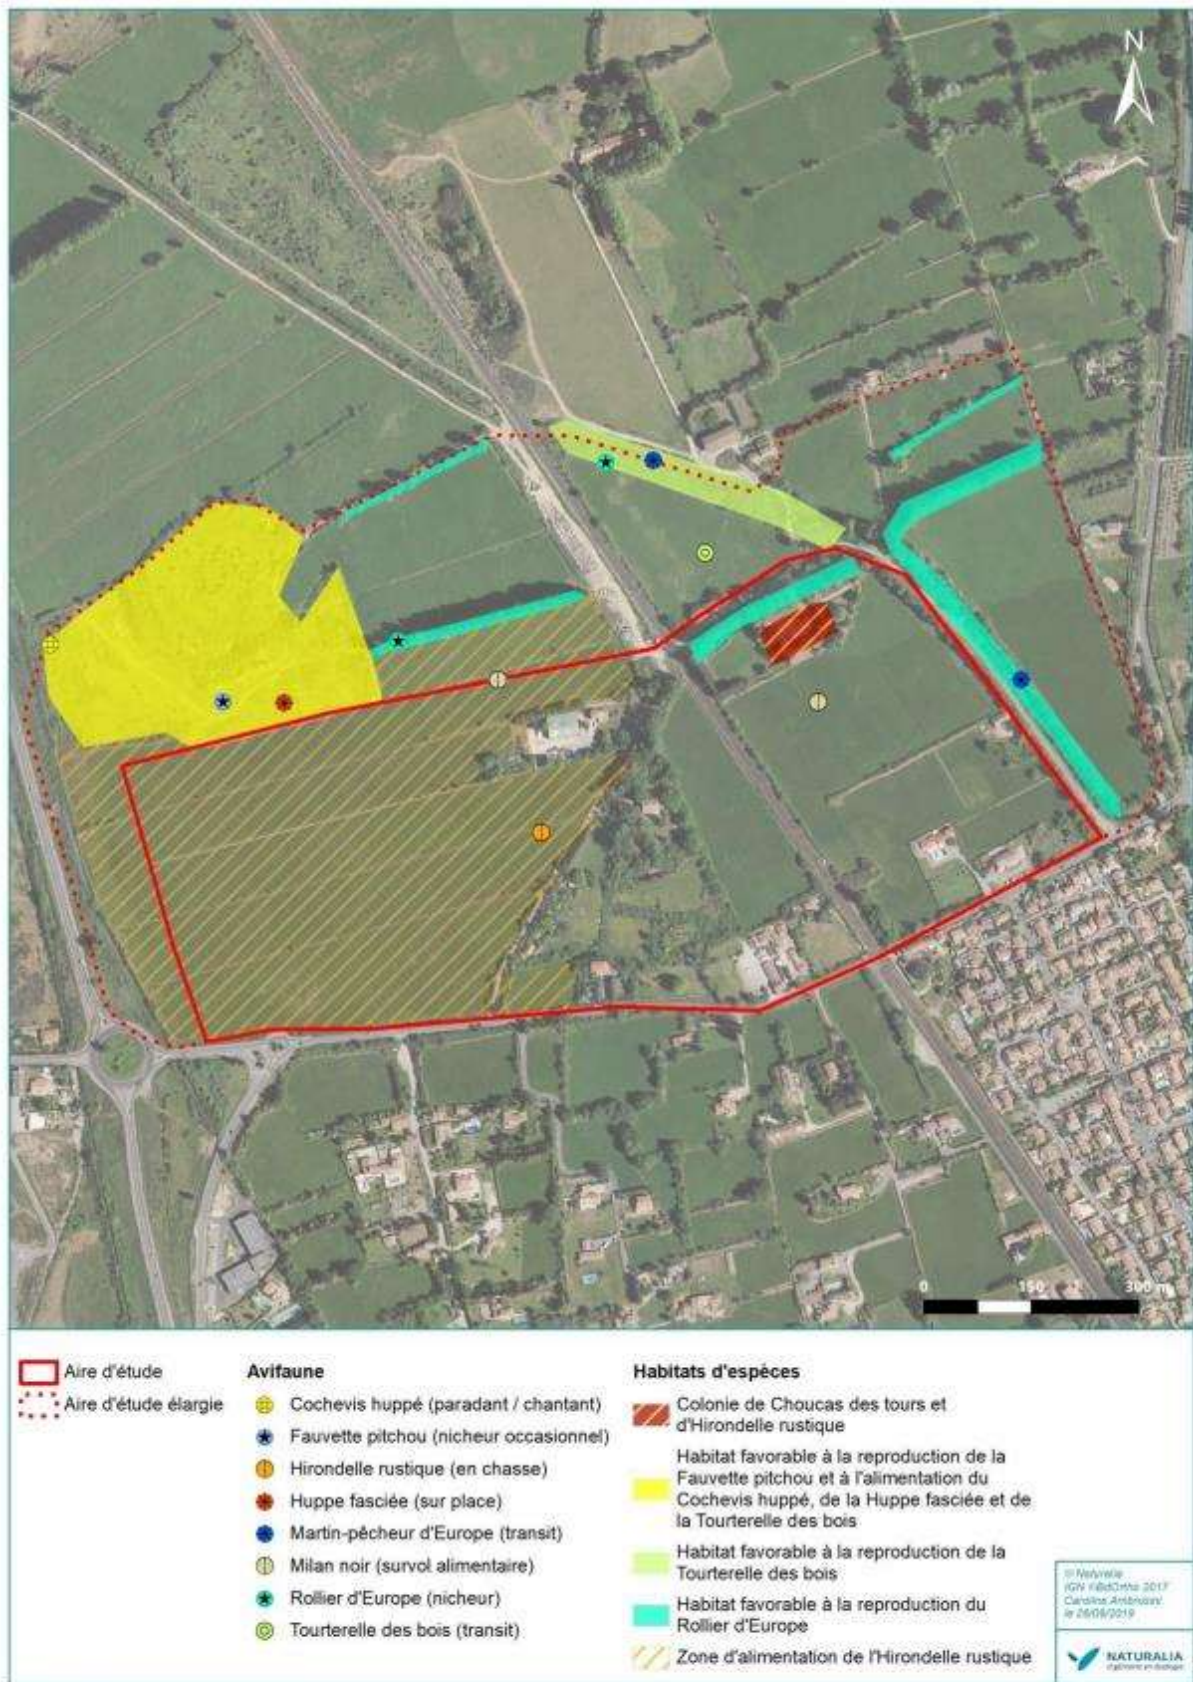 N
0 150 300 m
Aire d'étude
Aire d'étude élargie
Avifaune
Cochevis huppé (paradant / chantant)
Fauvette pitchou (nicheur occasionnel)
Hirondelle rustique (en chasse)
Huppe fasciée (sur place)
Martin-pêcheur d'Europe (transit)
Milan noir (survol alimentaire)
Rollier d'Europe (nicheur)
Tourterelle des bois (transit)
Habitats d'espèces
Colonie de Choucas des tours et
d'Hirondelle rustique
Habitat favorable à la reproduction de la
Fauvette pitchou et à l'alimentation du
Cochevis huppé, de la Huppe fasciée et de
la Tourterelle des bois
Habitat favorable à la reproduction de la
Tourterelle des bois
Habitat favorable à la reproduction du
Rollier d'Europe
Zone d'alimentation de l'Hirondelle rustique
© Naturalia
IGN ©BdOrtho 2017
Caroline Ambrosini
NATURALIA